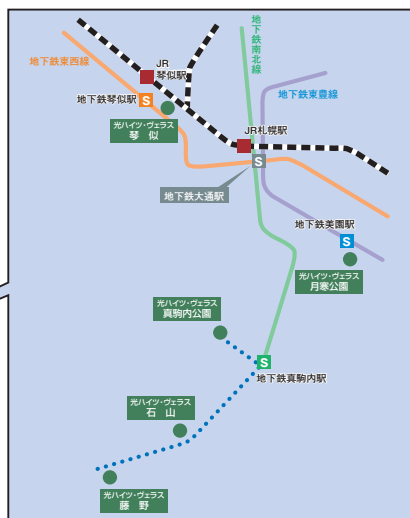 地下鉄南北線
JR
琴似駅
地下鉄東西線
地下鉄琴似駅
S
地下鉄東豊線
光ハイツ・ヴェラス
琴 似
JR札幌駅
S
地下鉄大通駅
地下鉄美園駅
S
光ハイツ・ヴェラス
月寒公園
光ハイツ・ヴェラス
真駒内公園
S
地下鉄真駒内駅
光ハイツ・ヴェラス
石 山
光ハイツ・ヴェラス
藤 野